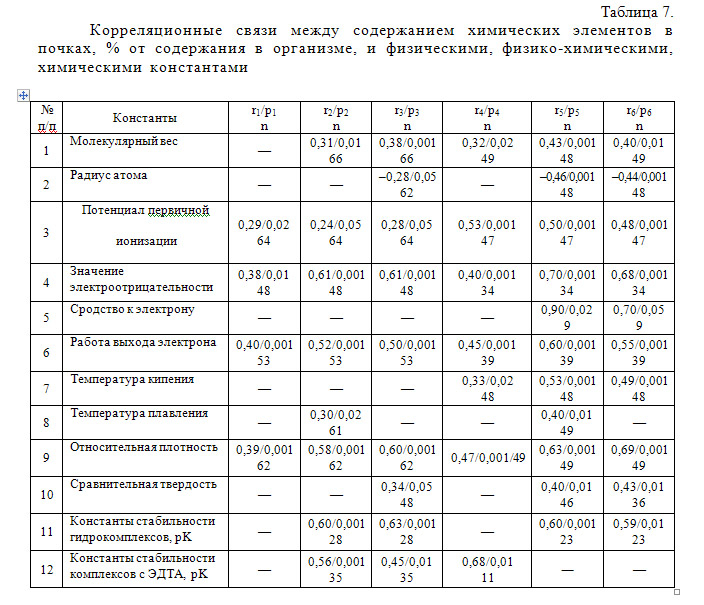 Таблица 7.
Корреляционные связи между содержанием химических элементов в
почках, % от содержания в организме, и физическими, физико-химическими,
химическими константами
№ п/п Константы r1/p1 n r2/p2 n r3/p3 n r4/p4 n r5/p5 n r6/p6 n
1 Молекулярный вес — 0,31/0,01 66 0,38/0,001 66 0,32/0,02 49 0,43/0,001 48 0,40/0,01 49
2 Радиус атома — — –0,28/0,05 62 — –0,46/0,001 48 –0,44/0,001 48
3 Потенциал первичной ионизации 0,29/0,02 64 0,24/0,05 64 0,28/0,05 64 0,53/0,001 47 0,50/0,001 47 0,48/0,001 47
4 Значение электроотрицательности 0,38/0,01 48 0,61/0,001 48 0,61/0,001 48 0,40/0,001 34 0,70/0,001 34 0,68/0,001 34
5 Сродство к электрону — — — — 0,90/0,02 9 0,70/0,05 9
6 Работа выхода электрона 0,40/0,001 53 0,52/0,001 53 0,50/0,001 53 0,45/0,001 39 0,60/0,001 39 0,55/0,001 39
7 Температура кипения — — — 0,33/0,02 48 0,53/0,001 48 0,49/0,001 48
8 Температура плавления — 0,30/0,02 61 — — 0,40/0,01 49 —
9 Относительная плотность 0,39/0,001 62 0,58/0,001 62 0,60/0,001 62 0,47/0,001/49 0,63/0,001 49 0,69/0,001 49
10 Сравнительная твердость — — 0,34/0,05 48 — 0,40/0,01 46 0,43/0,01 36
11 Константы стабильности гидрокомплексов, рК — 0,60/0,001 28 0,63/0,001 28 — 0,60/0,001 23 0,59/0,01 23
12 Константы стабильности комплексов с ЭДТА, рК — 0,56/0,001 35 0,45/0,01 35 0,68/0,01 11 — —